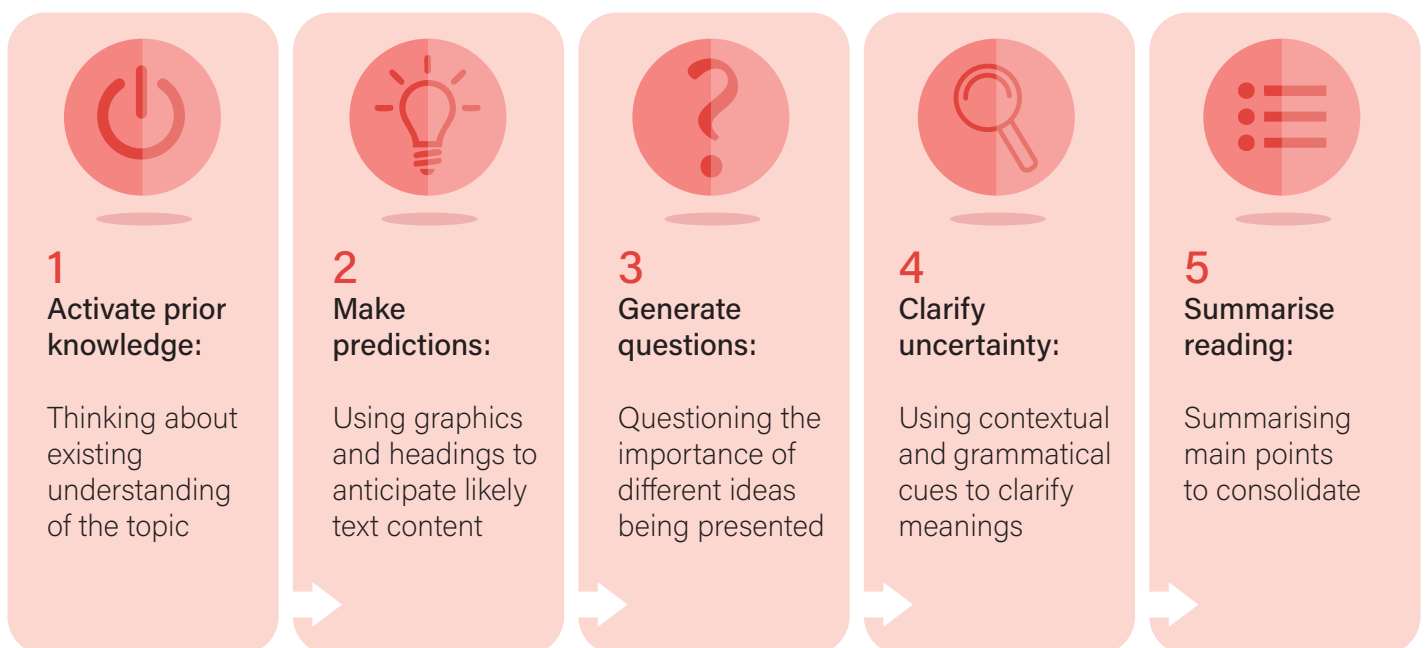 1
Activate prior
knowledge:
Thinking about
existing
understanding
of the topic
2
Make
predictions:
Using graphics
and headings to
anticipate likely
text content
3
Generate
questions:
Questioning the
importance of
different ideas
being presented
4
Clarify
uncertainty:
Using contextual
and grammatical
cues to clarify
meanings
5
Summarise
reading:
Summarising
main points
to consolidate